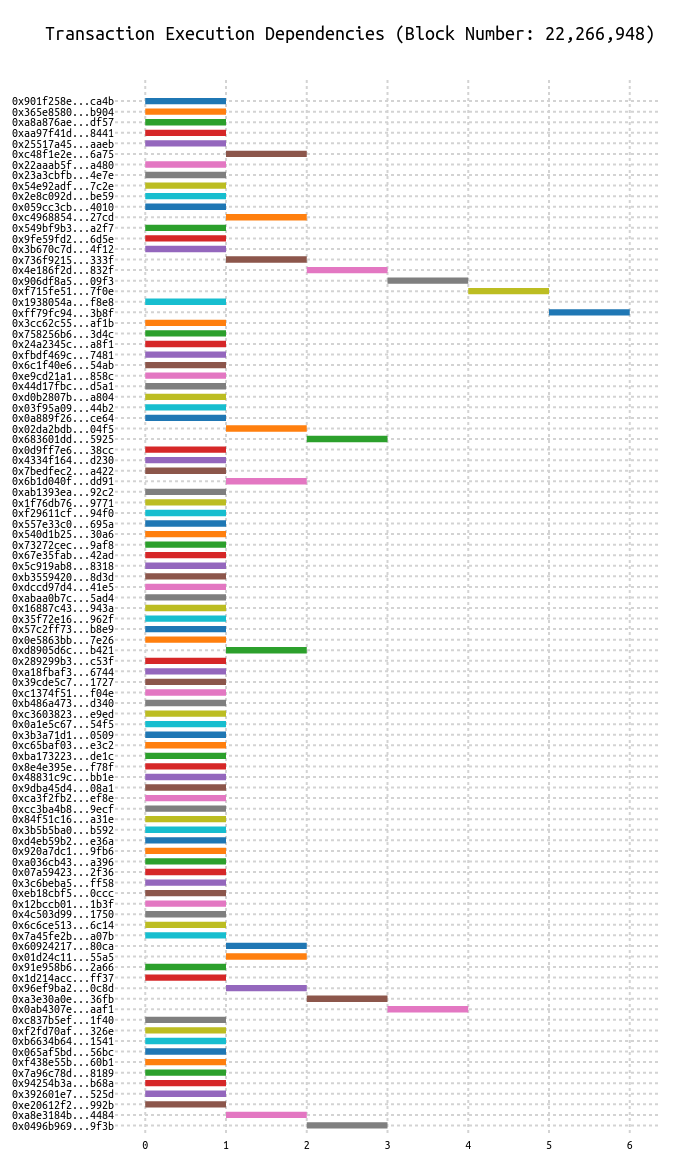 Transaction Execution Dependencies (Block Number: 22,266,948)
0x901f258e...ca4b
0x365e8580...b904
0xa8a876ae...df57
0xaa97f41d...8441
0x25517a45...aaeb
0xc48f1e2e...6a75
0x22aaab5f...a480
0x23a3cbfb...4e7e
0x54e92adf...7c2e
0x2e8c092d...be59
0x059cc3cb...4010
0xc4968854...27cd
0x549bf9b3...a2f7
0x9fe59fd2...6d5e
0x3b670c7d...4f12
0x736f9215...333f
0x4e186f2d...832f
0x906df8a5...09f3
0xf715fe51...7f0e
0x1938054a...f8e8
0xff79fc94...3b8f
0x3cc62c55...af1b
0x758256b6...3d4c
0x24a2345c...a8f1
0xfbdf469c...7481
0x6c1f40e6...54ab
0xe9cd21a1...858c
0x44d17fbc...d5a1
0xd0b2807b...a804
0x03f95a09...44b2
0x0a889f26...ce64
0x02da2bdb...04f5
0x683601dd...5925
0x0d9ff7e6...38cc
0x4334f164...d230
0x7bedfec2...a422
0x6b1d040f...dd91
0xab1393ea...92c2
0x1f76db76...9771
0xf29611cf...94f0
0x557e33c0...695a
0x540d1b25...30a6
0x73272cec...9af8
0x67e35fab...42ad
0x5c919ab8...8318
0xb3559420...8d3d
0xdccd97d4...41e5
0xabaa0b7c...5ad4
0x16887c43...943a
0x35f72e16...962f
0x57c2ff73...b8e9
0x0e5863bb...7e26
0xd8905d6c...b421
0x289299b3...c53f
0xa18fbaf3...6744
0x39cde5c7...1727
0xc1374f51...f04e
0xb486a473...d340
0xc3603823...e9ed
0x0a1e5c67...54f5
0x3b3a71d1...0509
0xc65baf03...e3c2
0xba173223...de1c
0x8e4e395e...f78f
0x48831c9c...bb1e
0x9dba45d4...08a1
0xca3f2fb2...ef8e
0xcc3ba4b8...9ecf
0x84f51c16...a31e
0x3b5b5ba0...b592
0xd4eb59b2...e36a
0x920a7dc1...9fb6
0xa036cb43...a396
0x07a59423...2f36
0x3c6beba5...ff58
0xeb18cbf5...0ccc
0x12bccb01...1b3f
0x4c503d99...1750
0x6c6ce513...6c14
0x7a45fe2b...a07b
0x60924217...80ca
0x01d24c11...55a5
0x91e958b6...2a66
0x1d214acc...ff37
0x96ef9ba2...0c8d
0xa3e30a0e...36fb
0x0ab4307e...aaf1
0xc837b5ef...1f40
0xf2fd70af...326e
0xb6634b64...1541
0x065af5bd...56bc
0xf438e55b...60b1
0x7a96c78d...8189
0x94254b3a...b68a
0x392601e7...525d
0xe20612f2...992b
0xa8e3184b...4484
0x0496b969...9f3b
0 1 2 3 4 5 6